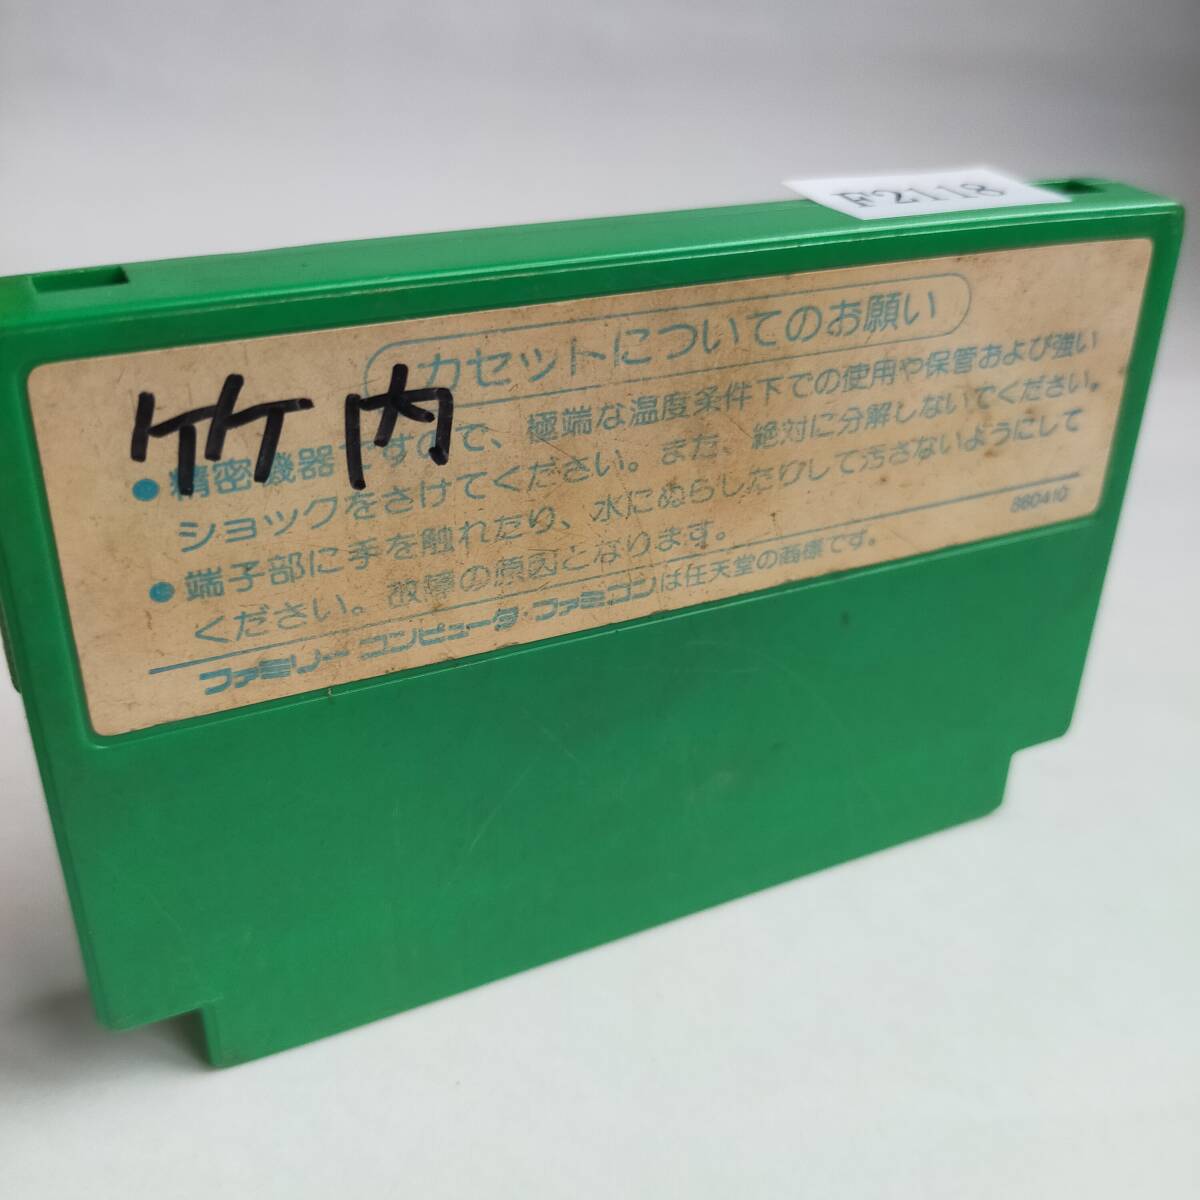 F2118
カセットについてのお願い
竹内
●精密機器ですので、極端な温度条件下での使用や保管および強い
ショックをさけてください。また、絶対に分解しないでください。
●端子部に手を触れたり、水にぬらしたりして汚さないようにして
ください。故障の原因となります。
860410
ファミリーコンピュータ・ファミコンは任天堂の商標です。